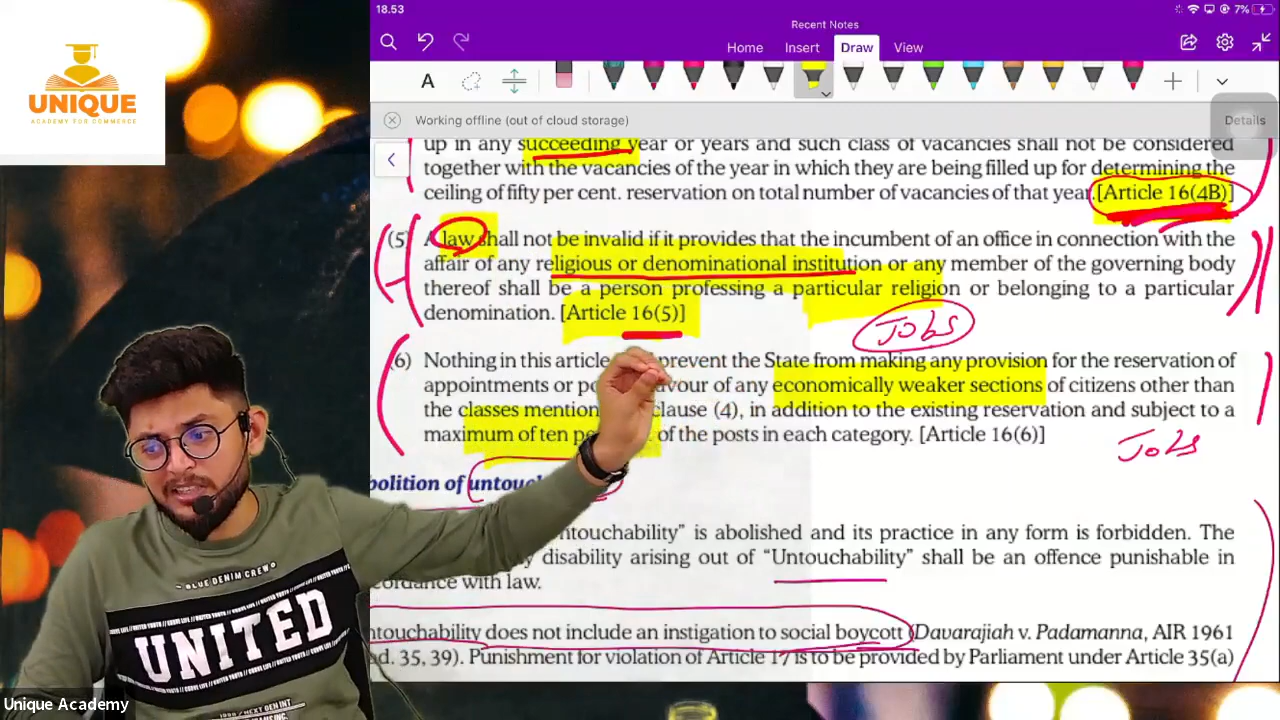 18.53
7%
Recent Notes
Home Insert Draw View
A
Working offline (out of cloud storage)
Details
UNIQUE
ACADEMY FOR COMMERCE
up in any succeeding year or years and such class of vacancies shall not be considered
together with the vacancies of the year in which they are being filled up for determining the
ceiling of fifty per cent. reservation on total number of vacancies of that year. [Article 16(4B)]
(5) A law shall not be invalid if it provides that the incumbent of an office in connection with the
affair of any religious or denominational institution or any member of the governing body
thereof shall be a person professing a particular religion or belonging to a particular
denomination. [Article 16(5)]
Jobs
(6) Nothing in this article prevent the State from making any provision for the reservation of
appointments or favour of any economically weaker sections of citizens other than
the classes clause (4), in addition to the existing reservation and subject to a
maximum of ten of the posts in each category. [Article 16(6)]
Jobs
bolition of
ntouchability" is abolished and its practice in any form is forbidden. The
disability arising out of "Untouchability" shall be an offence punishable in
cordance with law.
ntouchability does not include an instigation to social boycott (Davarajiah v. Padamanna, AIR 1961
ad. 35, 39). Punishment for violation of Article 17 is to be provided by Parliament under Article 35(a)
BLUE DENIM CREW
UNITED
Unique Academy